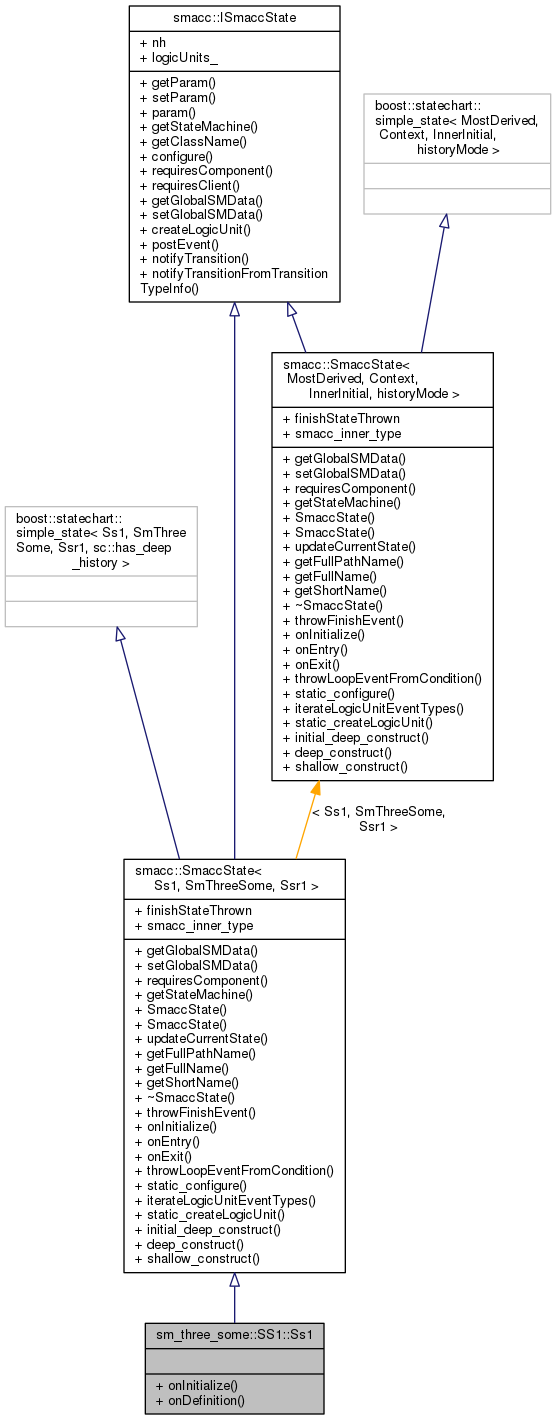 smacc::ISmaccState
+ nh
+ logicUnits_
+ getParam()
+ setParam()
+ param()
+ getStateMachine()
+ getClassName()
+ configure()
+ requiresComponent()
+ requiresClient()
+ getGlobalSMData()
+ setGlobalSMData()
+ createLogicUnit()
+ postEvent()
+ notifyTransition()
+ notifyTransitionFromTransition
TypeInfo()
boost::statechart::
simple_state< MostDerived,
Context, InnerInitial,
historyMode >
smacc::SmaccState<
MostDerived, Context,
InnerInitial, historyMode >
+ finishStateThrown
+ smacc_inner_type
+ getGlobalSMData()
+ setGlobalSMData()
+ requiresComponent()
+ getStateMachine()
+ SmaccState()
+ SmaccState()
+ updateCurrentState()
+ getFullPathName()
+ getFullName()
+ getShortName()
+ ~SmaccState()
+ throwFinishEvent()
+ onInitialize()
+ onEntry()
+ onExit()
+ throwLoopEventFromCondition()
+ static_configure()
+ iterateLogicUnitEventTypes()
+ static_createLogicUnit()
+ initial_deep_construct()
+ deep_construct()
+ shallow_construct()
boost::statechart::
simple_state< Ss1, SmThree
Some, Ssr1, sc::has_deep
_history >
< Ss1, SmThreeSome,
Ssr1 >
smacc::SmaccState<
Ss1, SmThreeSome, Ssr1 >
+ finishStateThrown
+ smacc_inner_type
+ getGlobalSMData()
+ setGlobalSMData()
+ requiresComponent()
+ getStateMachine()
+ SmaccState()
+ SmaccState()
+ updateCurrentState()
+ getFullPathName()
+ getFullName()
+ getShortName()
+ ~SmaccState()
+ throwFinishEvent()
+ onInitialize()
+ onEntry()
+ onExit()
+ throwLoopEventFromCondition()
+ static_configure()
+ iterateLogicUnitEventTypes()
+ static_createLogicUnit()
+ initial_deep_construct()
+ deep_construct()
+ shallow_construct()
sm_three_some::SS1::Ss1
+ onInitialize()
+ onDefinition()